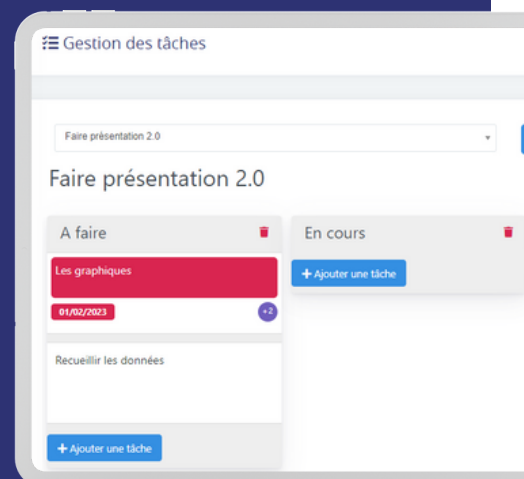 Gestion des tâches
Faire présentation 2.0
Faire présentation 2.0
A faire
En cours
Les graphiques
+ Ajouter une tâche
01/02/2023
+2
Recueillir les données
+ Ajouter une tâche